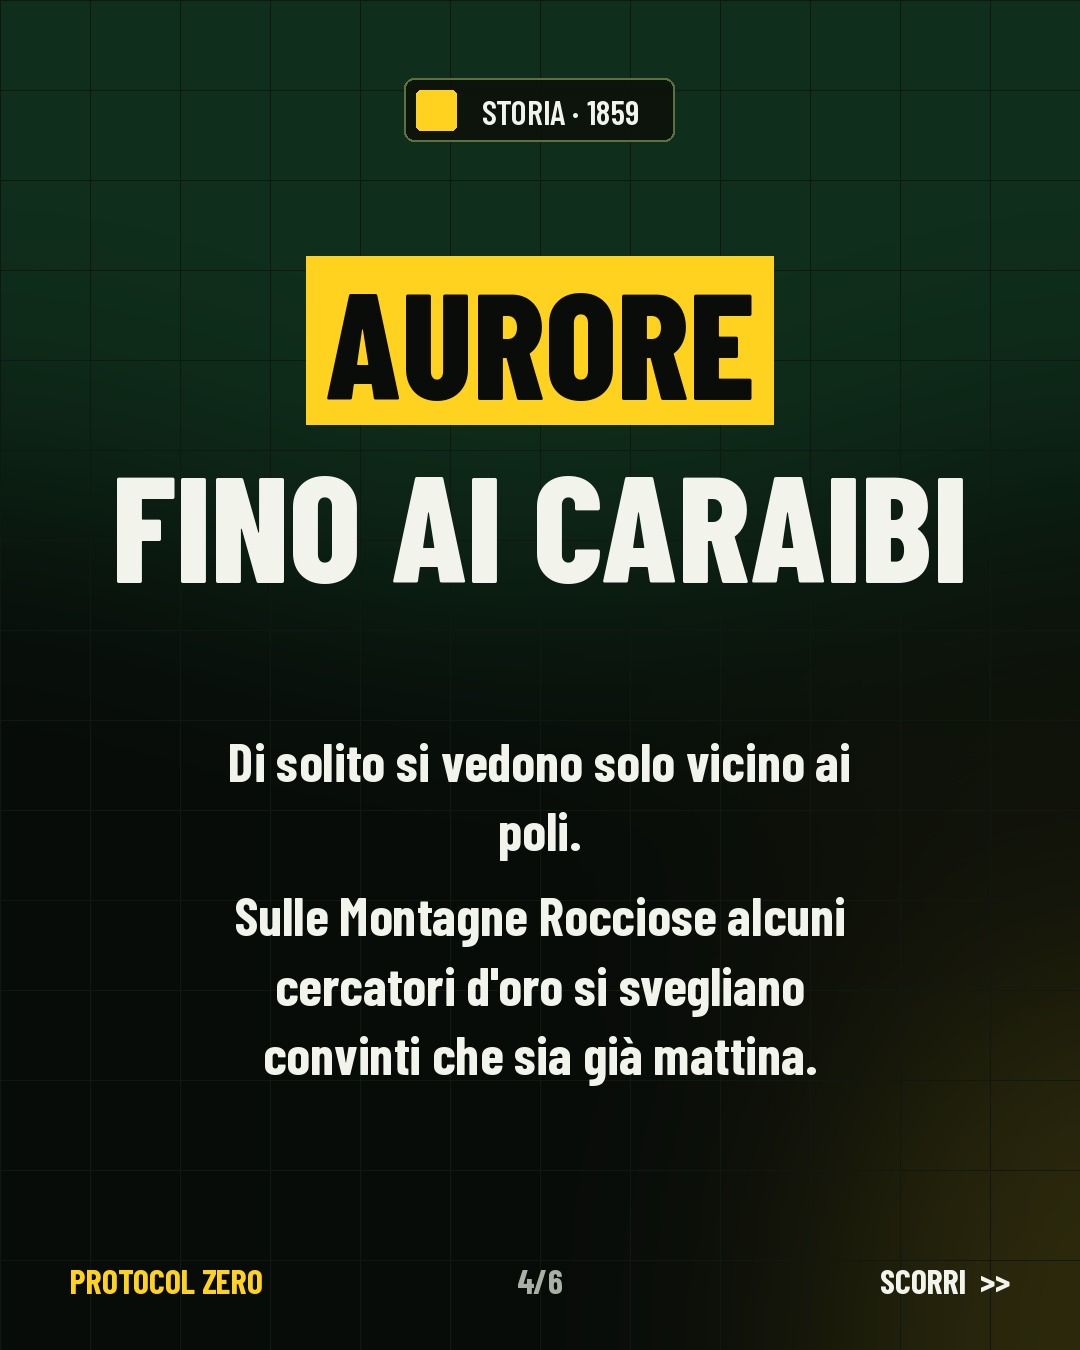 STORIA · 1859
AURORE
FINO AI CARAIBI
Di solito si vedono solo vicino ai
poli.
Sulle Montagne Rocciose alcuni
cercatori d'oro si svegliano
convinti che sia già mattina.
PROTOCOL ZERO
4/6
SCORRI >>